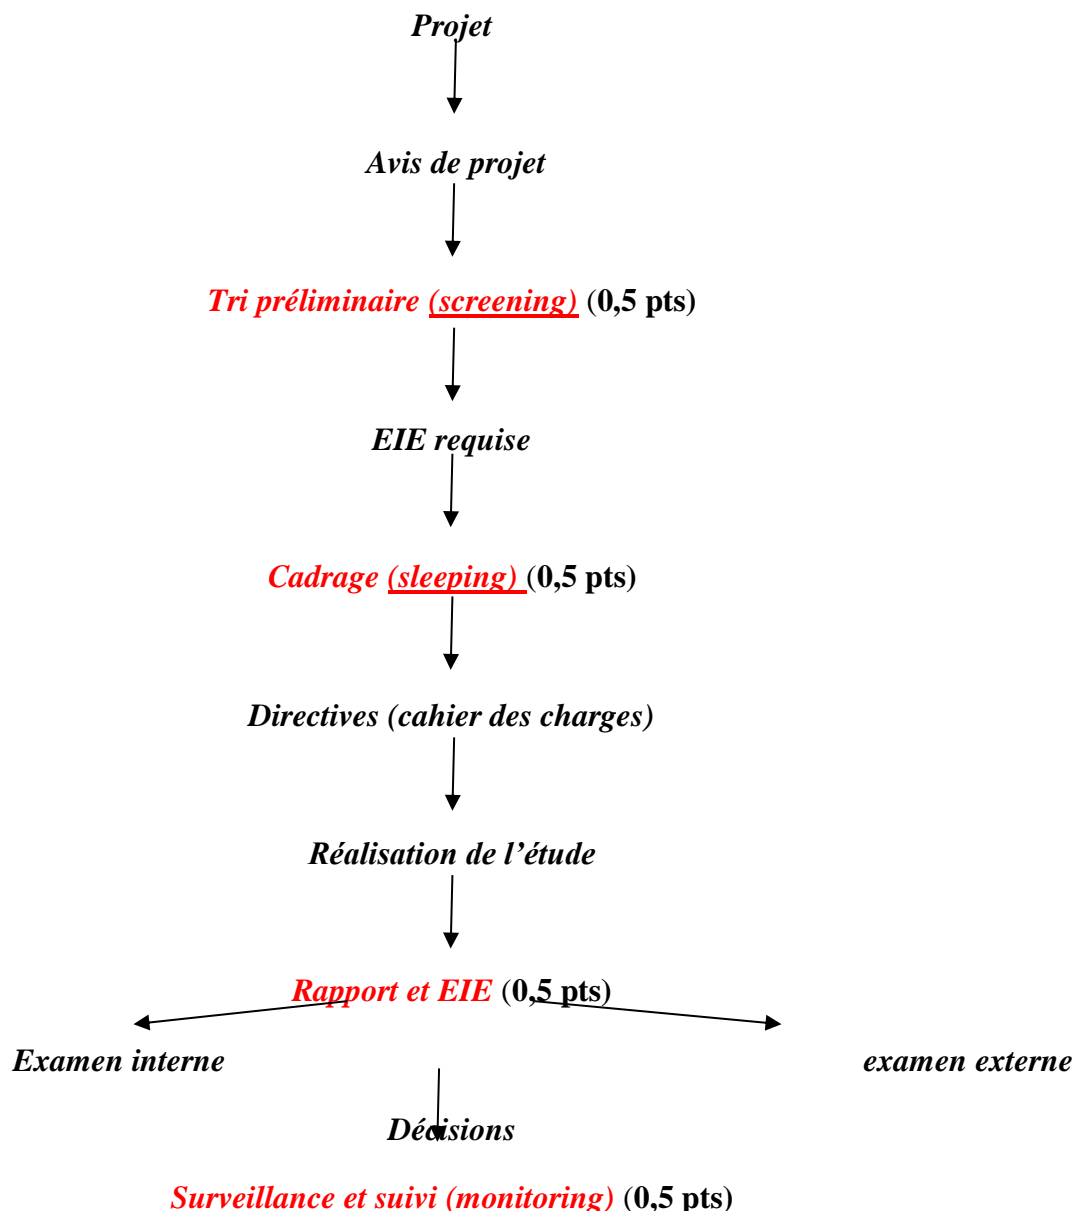 Projet
Avis de projet
Tri préliminaire (screening) (0,5 pts)
EIE requise
Cadrage (sleeping) (0,5 pts)
Directives (cahier des charges)
Réalisation de l’étude
Rapport et EIE (0,5 pts)
Examen interne examen externe
Décisions
Surveillance et suivi (monitoring) (0,5 pts)